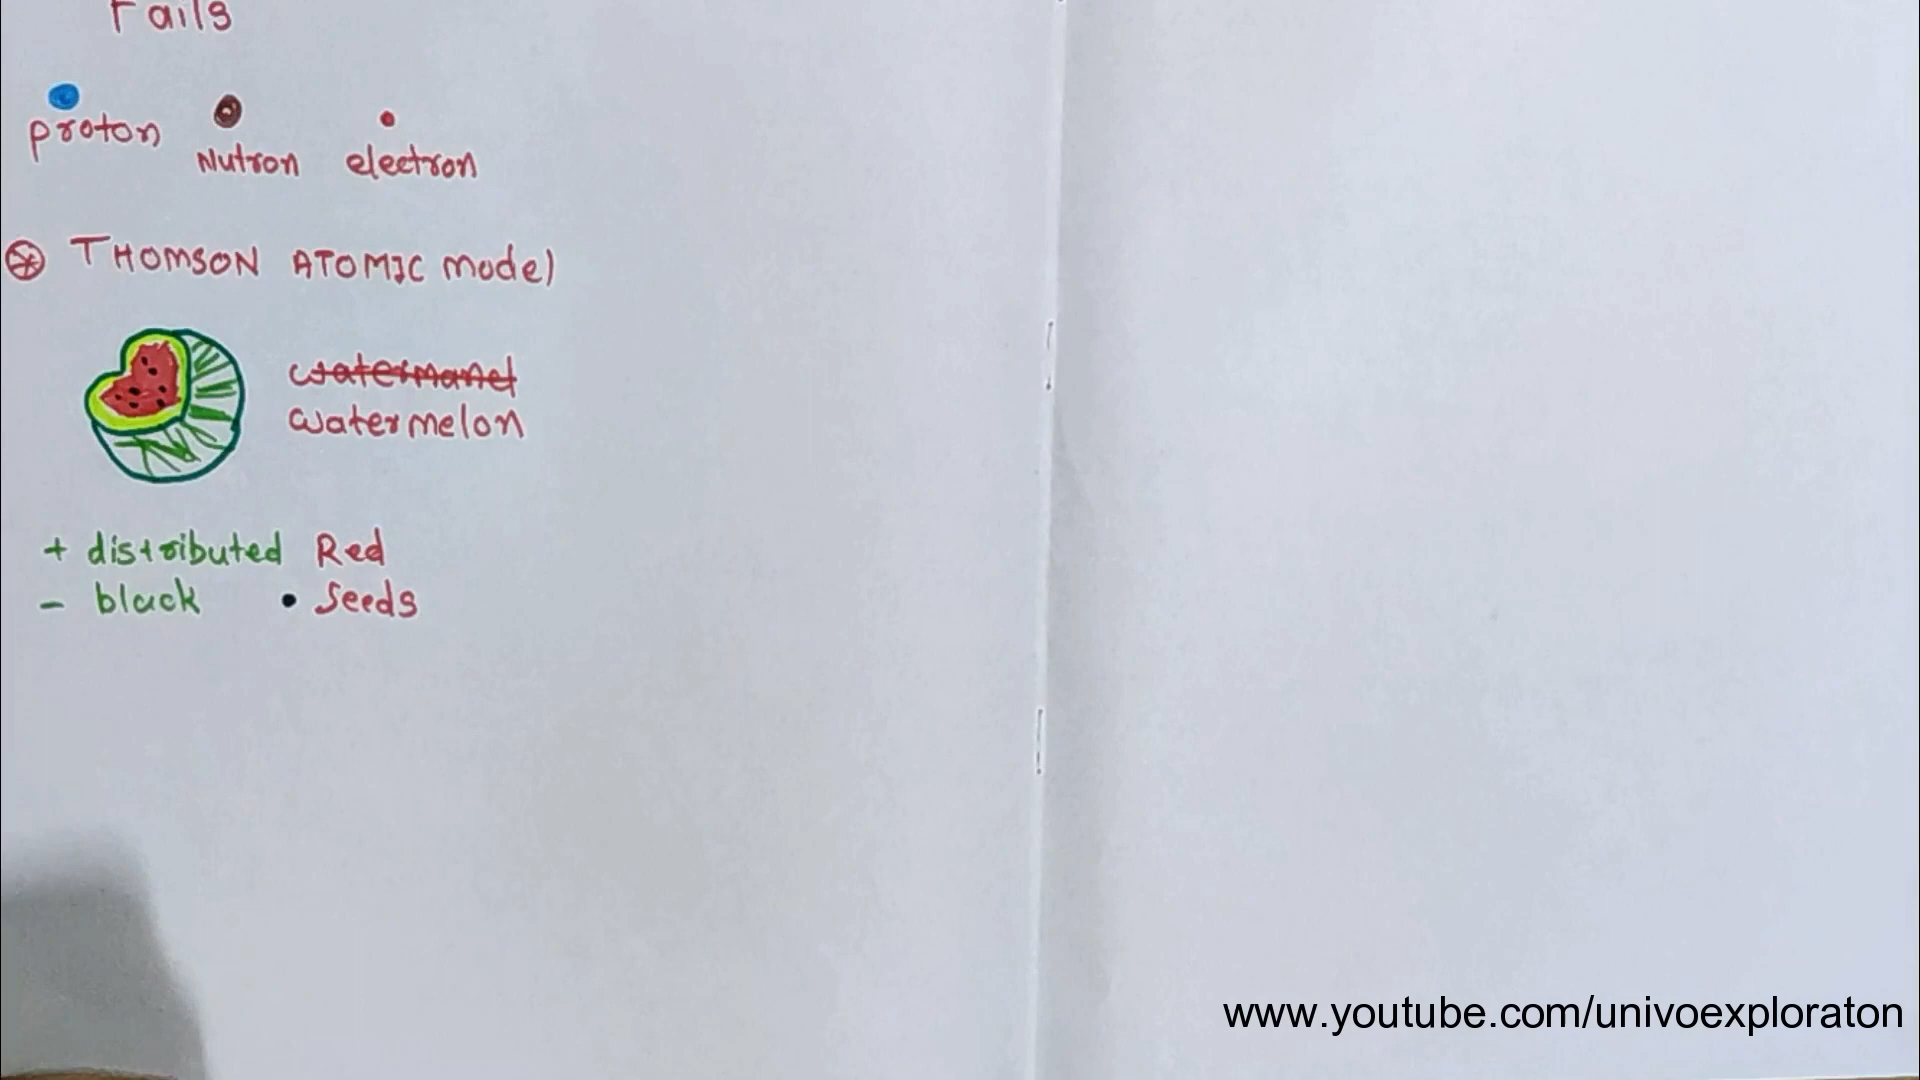 Fails
proton
Nutron electron
THOMSON ATOMIC model
watermanel
watermelon
+ distributed Red
- black • Seeds
www.youtube.com/univoexploraton